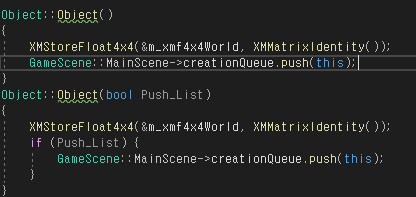 Object::Object()
{
    XMStoreFloat4x4(&m_xmf4x4World, XMMatrixIdentity());
    GameScene::MainScene->creationQueue.push(this);
}
Object::Object(bool Push_List)
{
    XMStoreFloat4x4(&m_xmf4x4World, XMMatrixIdentity());
    if (Push_List) {
        GameScene::MainScene->creationQueue.push(this);
    }
}